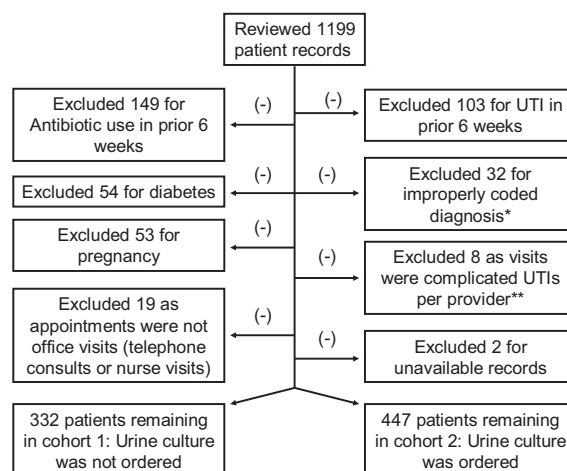 Reviewed 1199
patient records
(-)
(-)
Excluded 149 for
Antibiotic use in prior 6
weeks
Excluded 103 for UTI in
prior 6 weeks
(-)
(-)
Excluded 54 for diabetes
Excluded 32 for
improperly coded
diagnosis*
(-)
Excluded 53 for
pregnancy
(-)
Excluded 8 as visits
were complicated UTIs
per provider**
(-)
Excluded 19 as
appointments were not
office visits (telephone
consults or nurse visits)
(-)
Excluded 2 for
unavailable records
332 patients remaining
in cohort 1: Urine culture
was not ordered
447 patients remaining
in cohort 2: Urine culture
was ordered